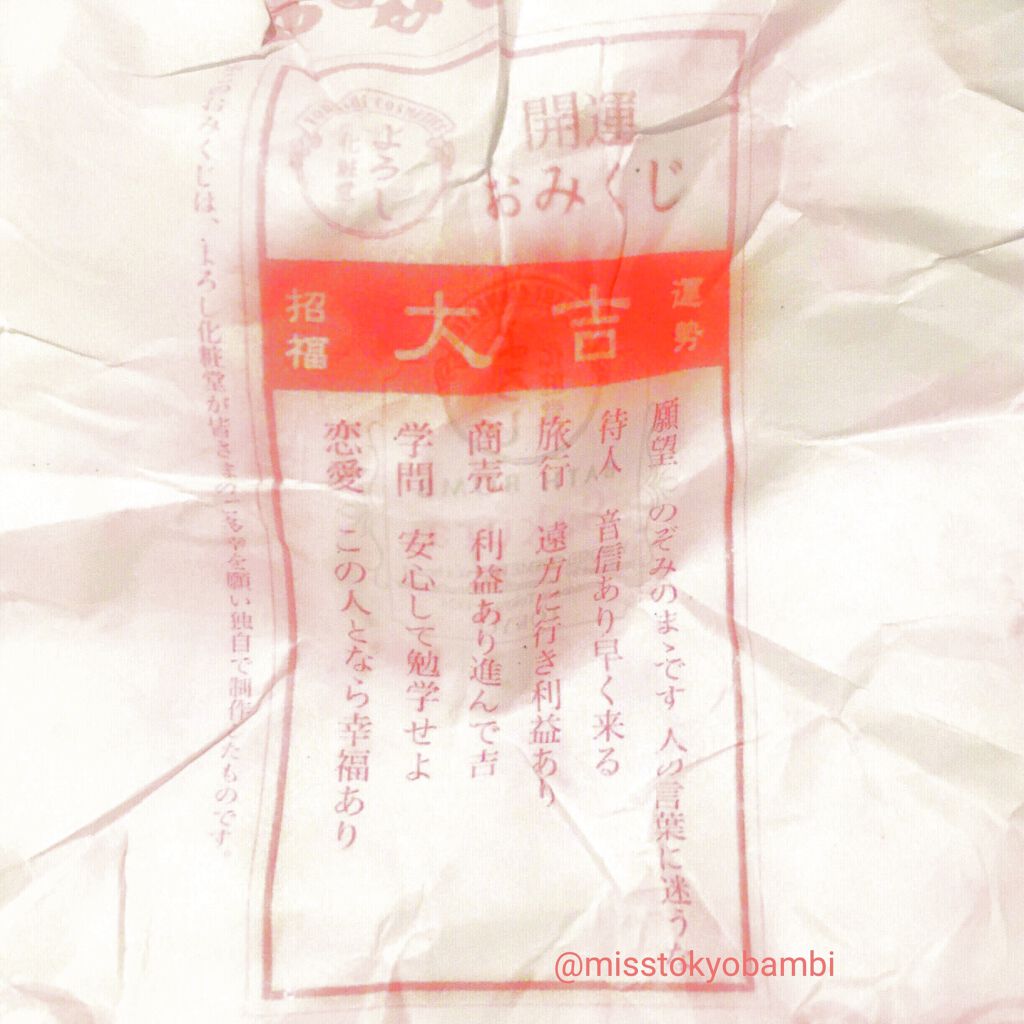 開運
おみくじ
よろし
化粧堂
運勢
大吉
招福
願望 のぞみのまゝです 人の言葉に迷うな
待人 音信あり早く来る
旅行 遠方に行き利益あり
商売 利益あり進んで吉
学問 安心して勉学せよ
恋愛 この人となら幸福あり
おみくじは、よろし化粧堂が皆さまのご多幸を願い独自で制作したものです。
@misstokyobambi